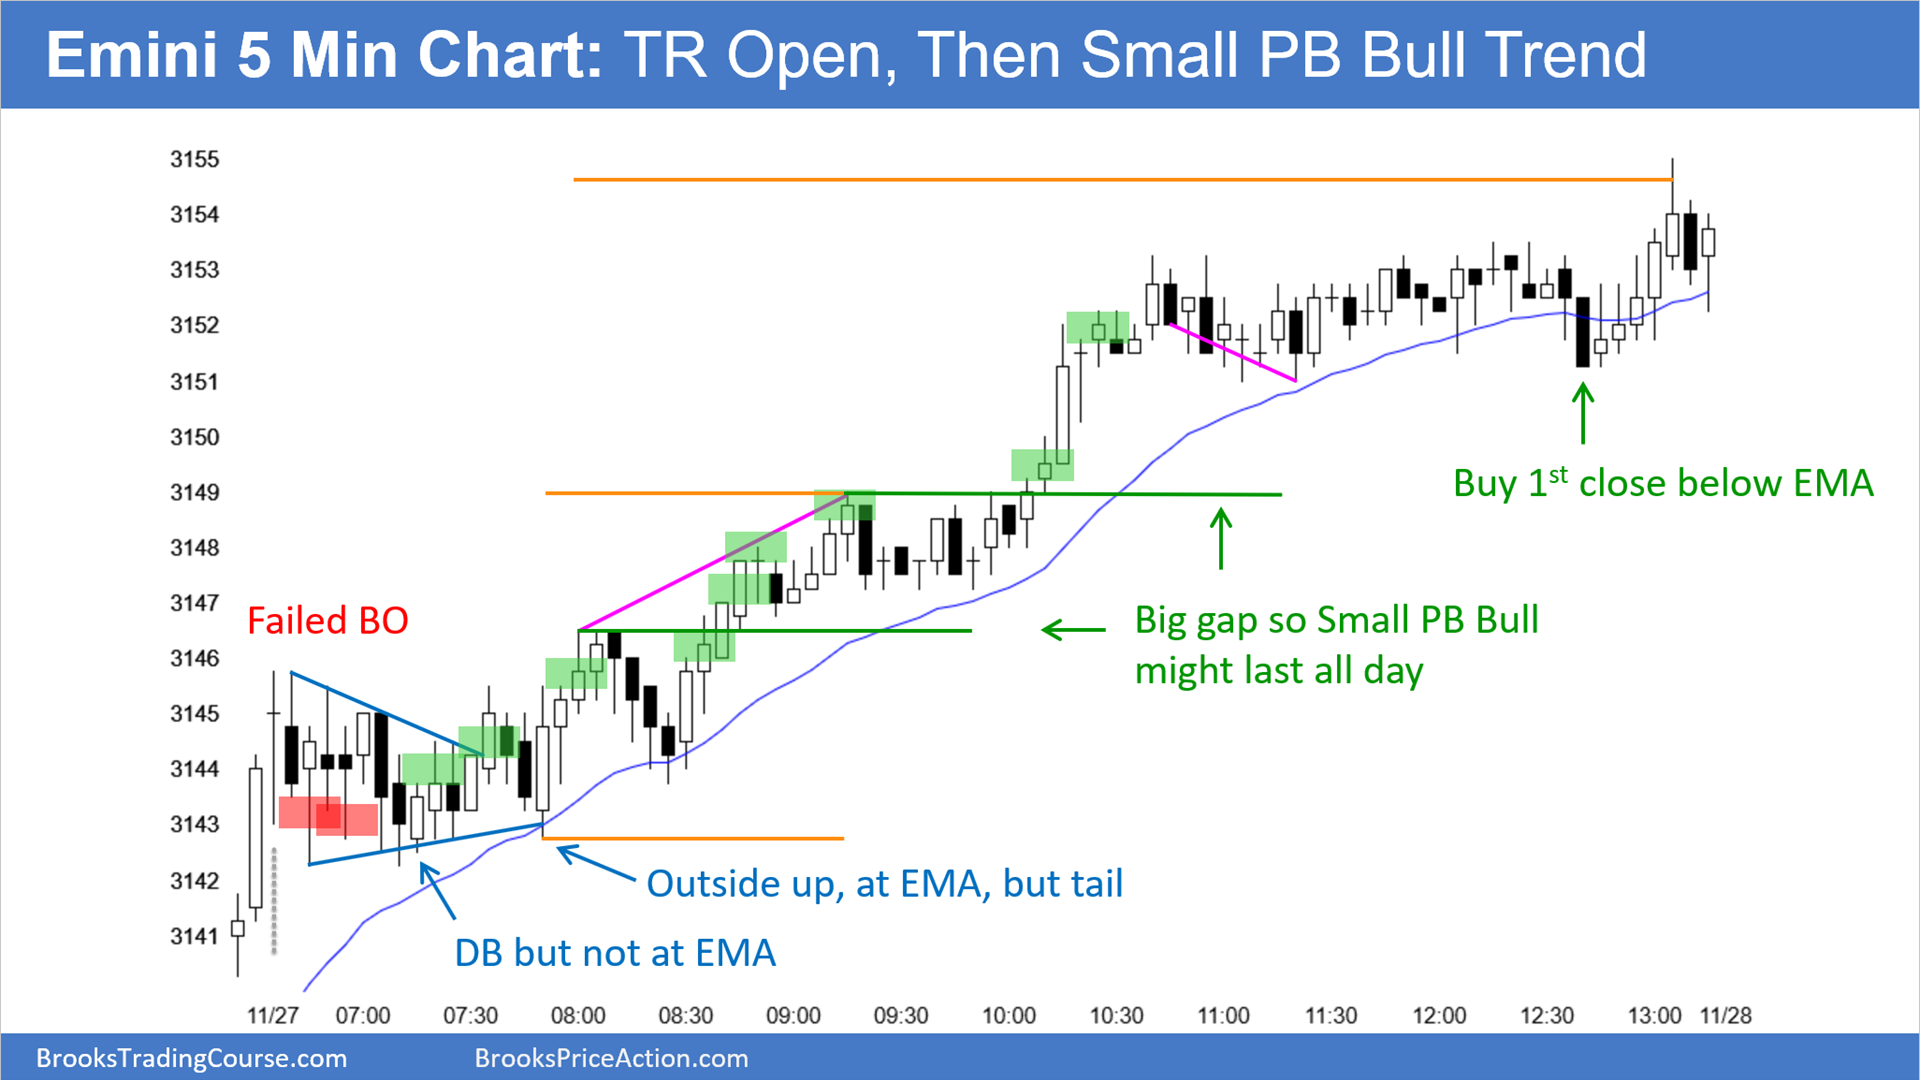 Emini 5 Min Chart: TR Open, Then Small PB Bull Trend
3155
3154
3153
3152
3151
3150
3149
3148
3147
3146
3145
3144
3143
3142
3141
Buy 1st close below EMA
Failed BO
Big gap so Small PB Bull
might last all day
Outside up, at EMA, but tail
DB but not at EMA
11/27 07:00 07:30 08:00 08:30 09:00 09:30 10:00 10:30 11:00 11:30 12:00 12:30 13:00 11/28
BrooksTradingCourse.com BrooksPriceAction.com